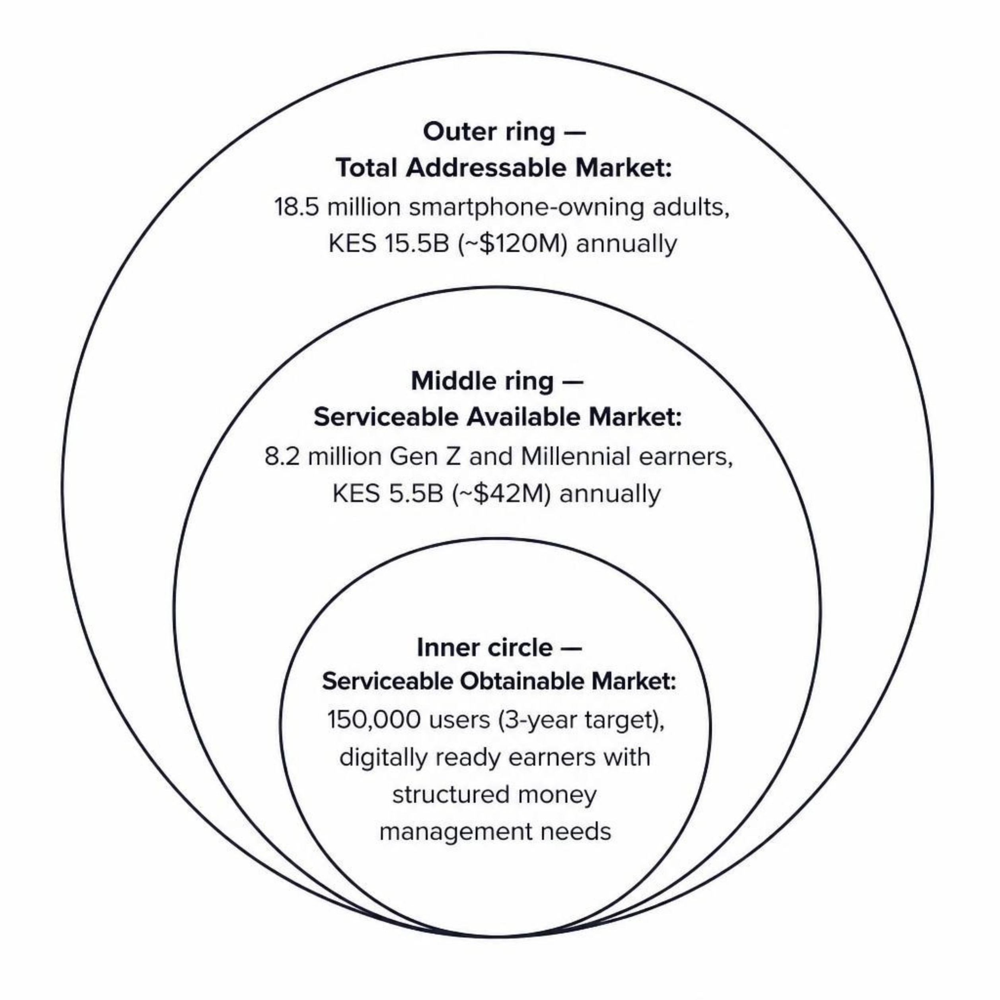 Outer ring —
Total Addressable Market:
18.5 million smartphone-owning adults,
KES 15.5B (~$120M) annually
Middle ring —
Serviceable Available Market:
8.2 million Gen Z and Millennial earners,
KES 5.5B (~$42M) annually
Inner circle —
Serviceable Obtainable Market:
150,000 users (3-year target),
digitally ready earners with
structured money
management needs